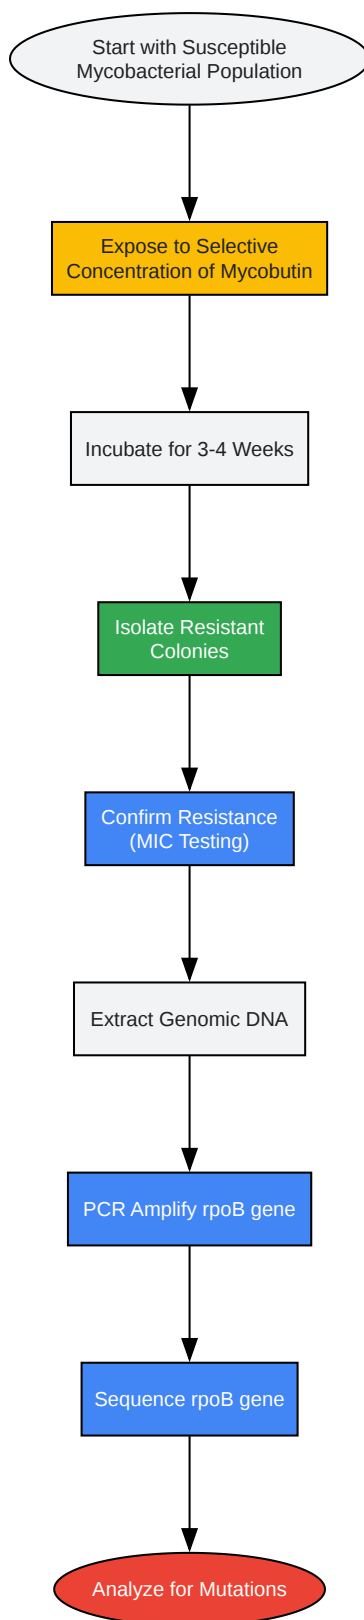 Start with Susceptible
Mycobacterial Population
Expose to Selective
Concentration of Mycobutin
Incubate for 3-4 Weeks
Isolate Resistant
Colonies
Confirm Resistance
(MIC Testing)
Extract Genomic DNA
PCR Amplify rpoB gene
Sequence rpoB gene
Analyze for Mutations